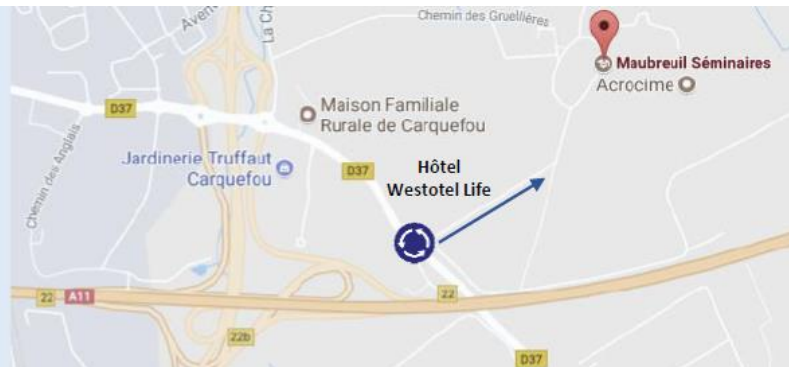 Aven
La Ch
Chemin des Gruellières
Maubreuil Séminaires
Acrocime
D37
Maison Familiale
Rurale de Carquefou
Jardinerie Truffaut
Carquefou
D37
Hôtel
Westotel Life
Chemin des Anglais
22
A11
22
22b
D37